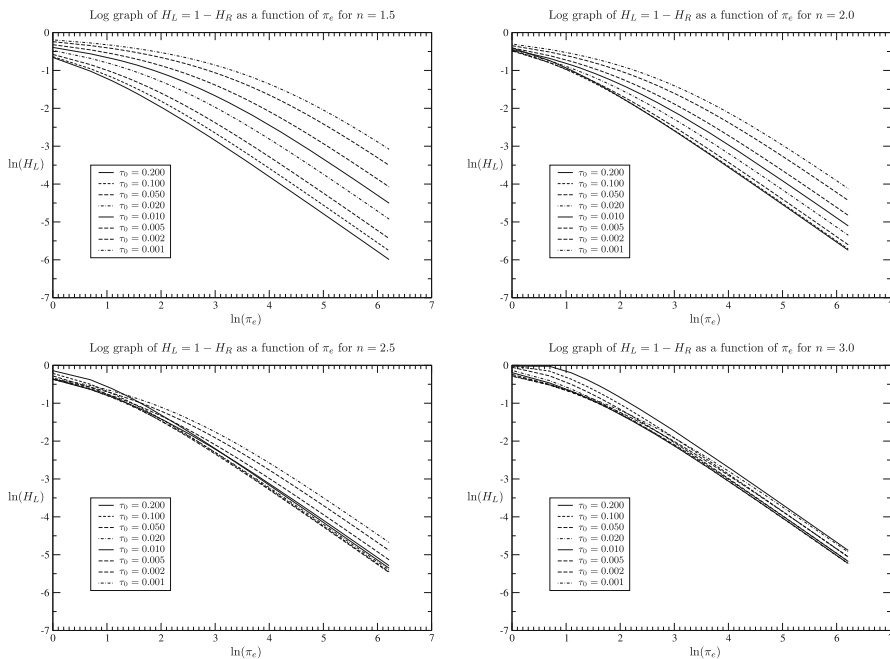 Log graph of H_L = 1 − H_R as a function of π_e for n = 1.5
0
-1
-2
-3
-4
-5
-6
-7
ln(H_L)
τ_0 = 0.200
τ_0 = 0.100
τ_0 = 0.050
τ_0 = 0.020
τ_0 = 0.010
τ_0 = 0.005
τ_0 = 0.002
τ_0 = 0.001
0 1 2 3 4 5 6 7
ln(π_e)
Log graph of H_L = 1 − H_R as a function of π_e for n = 2.0
0
-1
-2
-3
-4
-5
-6
-7
ln(H_L)
τ_0 = 0.200
τ_0 = 0.100
τ_0 = 0.050
τ_0 = 0.020
τ_0 = 0.010
τ_0 = 0.005
τ_0 = 0.002
τ_0 = 0.001
0 1 2 3 4 5 6 7
ln(π_e)
Log graph of H_L = 1 − H_R as a function of π_e for n = 2.5
0
-1
-2
-3
-4
-5
-6
-7
ln(H_L)
τ_0 = 0.200
τ_0 = 0.100
τ_0 = 0.050
τ_0 = 0.020
τ_0 = 0.010
τ_0 = 0.005
τ_0 = 0.002
τ_0 = 0.001
0 1 2 3 4 5 6 7
ln(π_e)
Log graph of H_L = 1 − H_R as a function of π_e for n = 3.0
0
-1
-2
-3
-4
-5
-6
-7
ln(H_L)
τ_0 = 0.200
τ_0 = 0.100
τ_0 = 0.050
τ_0 = 0.020
τ_0 = 0.010
τ_0 = 0.005
τ_0 = 0.002
τ_0 = 0.001
0 1 2 3 4 5 6 7
ln(π_e)